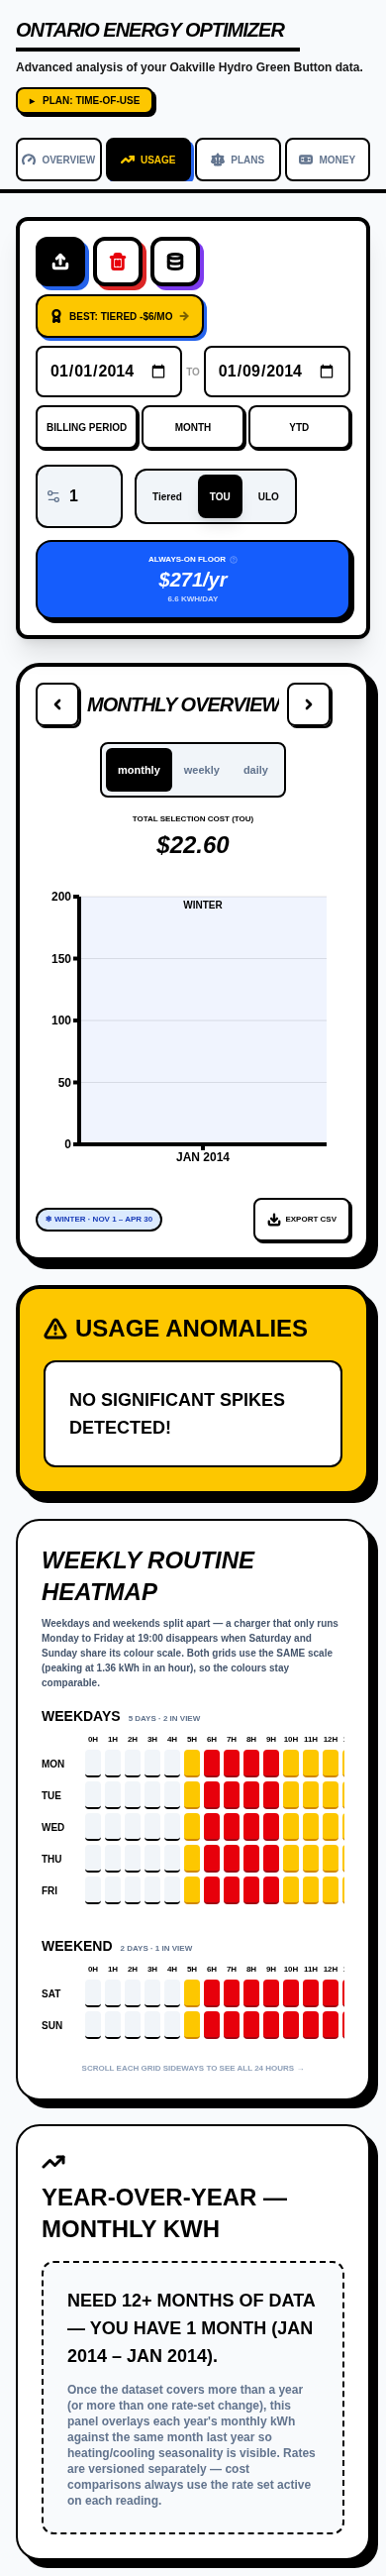 ONTARIO ENERGY OPTIMIZER
Advanced analysis of your Oakville Hydro Green Button data.
▸ PLAN: TIME-OF-USE
OVERVIEW USAGE PLANS MONEY
BEST: TIERED -$6/MO →
01/01/2014 TO 01/09/2014
BILLING PERIOD MONTH YTD
1 Tiered TOU ULO
ALWAYS-ON FLOOR
$271/yr
6.6 KWH/DAY
MONTHLY OVERVIEW
monthly weekly daily
TOTAL SELECTION COST (TOU)
$22.60
200
WINTER
150
100
50
0
JAN 2014
WINTER · NOV 1 – APR 30
EXPORT CSV
USAGE ANOMALIES
NO SIGNIFICANT SPIKES
DETECTED!
WEEKLY ROUTINE
HEATMAP
Weekdays and weekends split apart — a charger that only runs
Monday to Friday at 19:00 disappears when Saturday and
Sunday share its colour scale. Both grids use the SAME scale
(peaking at 1.36 kWh in an hour), so the colours stay
comparable.
WEEKDAYS 5 DAYS · 2 IN VIEW
0H 1H 2H 3H 4H 5H 6H 7H 8H 9H 10H 11H 12H
MON
TUE
WED
THU
FRI
WEEKEND 2 DAYS · 1 IN VIEW
0H 1H 2H 3H 4H 5H 6H 7H 8H 9H 10H 11H 12H
SAT
SUN
SCROLL EACH GRID SIDEWAYS TO SEE ALL 24 HOURS →
YEAR-OVER-YEAR —
MONTHLY KWH
NEED 12+ MONTHS OF DATA
— YOU HAVE 1 MONTH (JAN
2014 – JAN 2014).
Once the dataset covers more than a year
(or more than one rate-set change), this
panel overlays each year's monthly kWh
against the same month last year so
heating/cooling seasonality is visible. Rates
are versioned separately — cost
comparisons always use the rate set active
on each reading.